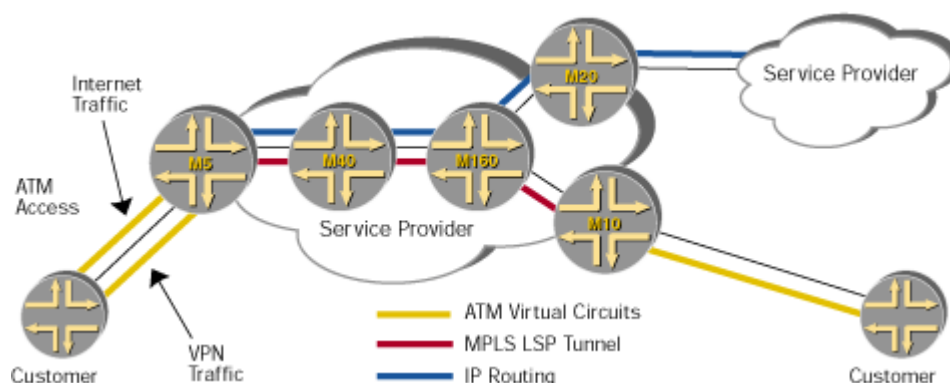 Internet
Traffic
M20
Service Provider
M5
M40
M160
ATM
Access
M10
Service Provider
ATM Virtual Circuits
VPN
Traffic
MPLS LSP Tunnel
Customer
IP Routing
Customer